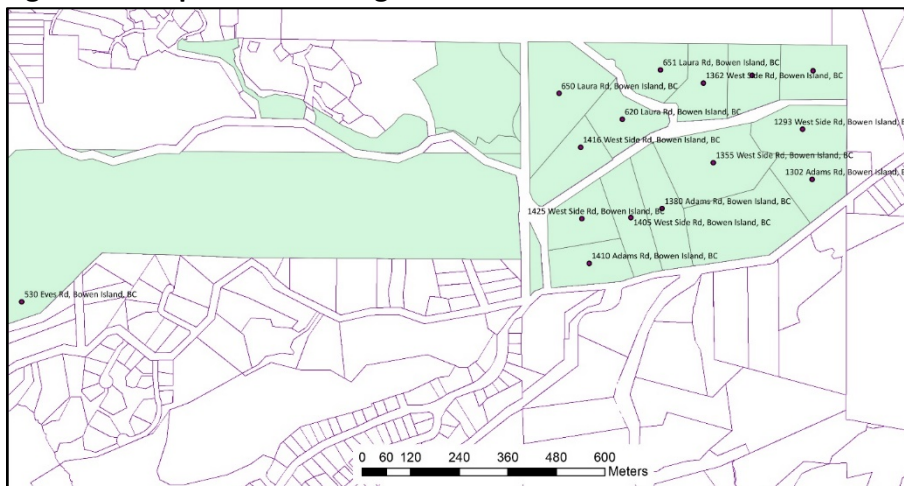 651 Laura Rd, Bowen Island, BC
1362 West Side Rd, Bowen Island, BC
650 Laura Rd, Bowen Island, BC
620 Laura Rd, Bowen Island, BC
1293 West Side Rd, Bowen Island, B
1416 West Side Rd, Bowen Island, BC
1355 West Side Rd, Bowen Island, BC
1302 Adams Rd, Bowen Island, BC
1380 Adams Rd, Bowen Island, BC
1425 West Side Rd, Bowen Island, BC
1405 West Side Rd, Bowen Island, BC
1410 Adams Rd, Bowen Island, BC
530 Eves Rd, Bowen Island, BC
0 60 120 240 360 480 600
Meters